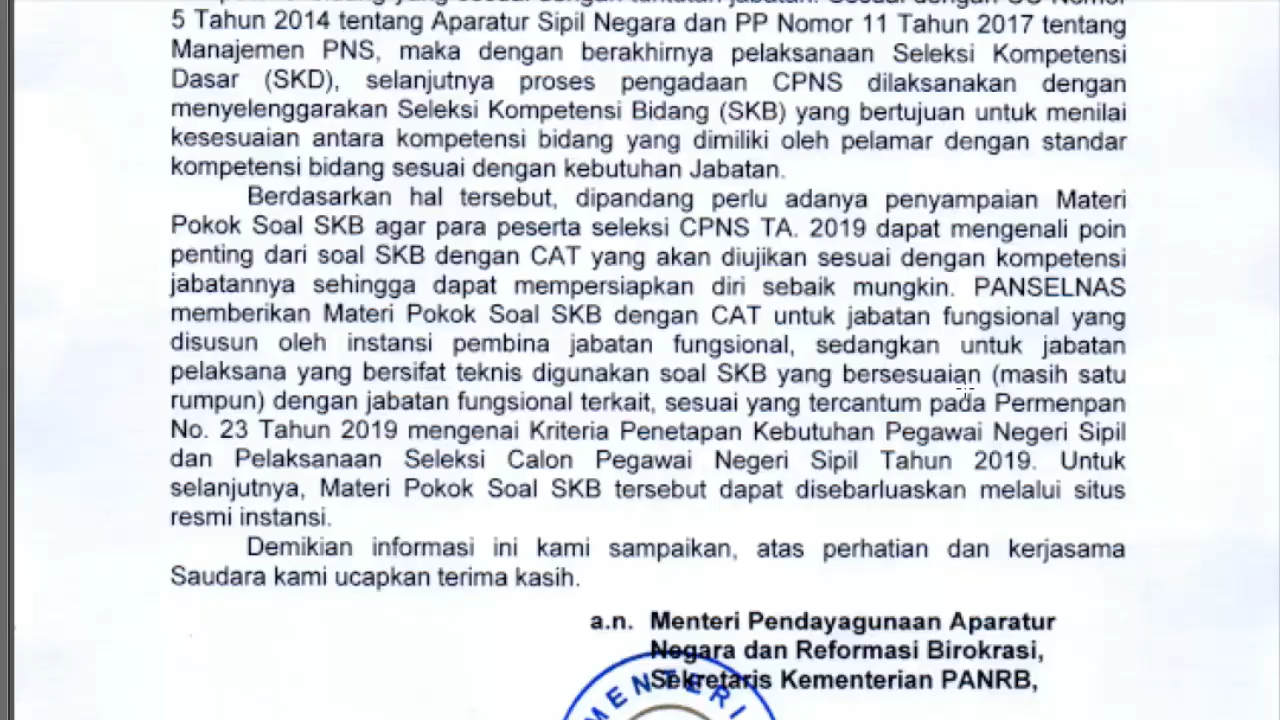 5 Tahun 2014 tentang Aparatur Sipil Negara dan PP Nomor 11 Tahun 2017 tentang
Manajemen PNS, maka dengan berakhirnya pelaksanaan Seleksi Kompetensi
Dasar (SKD), selanjutnya proses pengadaan CPNS dilaksanakan dengan
menyelenggarakan Seleksi Kompetensi Bidang (SKB) yang bertujuan untuk menilai
kesesuaian antara kompetensi bidang yang dimiliki oleh pelamar dengan standar
kompetensi bidang sesuai dengan kebutuhan Jabatan.
Berdasarkan hal tersebut, dipandang perlu adanya penyampaian Materi
Pokok Soal SKB agar para peserta seleksi CPNS TA. 2019 dapat mengenali poin
penting dari soal SKB dengan CAT yang akan diujikan sesuai dengan kompetensi
jabatannya sehingga dapat mempersiapkan diri sebaik mungkin. PANSELNAS
memberikan Materi Pokok Soal SKB dengan CAT untuk jabatan fungsional yang
disusun oleh instansi pembina jabatan fungsional, sedangkan untuk jabatan
pelaksana yang bersifat teknis digunakan soal SKB yang bersesuaian (masih satu
rumpun) dengan jabatan fungsional terkait, sesuai yang tercantum pada Permenpan
No. 23 Tahun 2019 mengenai Kriteria Penetapan Kebutuhan Pegawai Negeri Sipil
dan Pelaksanaan Seleksi Calon Pegawai Negeri Sipil Tahun 2019. Untuk
selanjutnya, Materi Pokok Soal SKB tersebut dapat disebarluaskan melalui situs
resmi instansi.
Demikian informasi ini kami sampaikan, atas perhatian dan kerjasama
Saudara kami ucapkan terima kasih.
a.n. Menteri Pendayagunaan Aparatur
Negara dan Reformasi Birokrasi,
Sekretaris Kementerian PANRB,
MENTERI